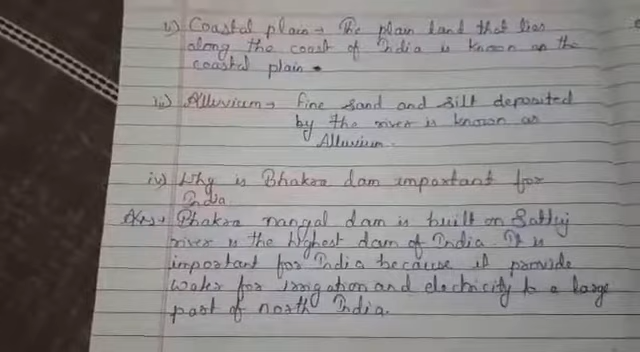 ii) Coastal plain → The plain land that lies
along the coast of India is known as the
coastal plain.
iii) Alluvium → Fine sand and silt deposited
by the river is known as
Alluvium.
iv) Why is Bhakra dam important for
India
Ans→ Bhakra nangal dam is built on Satluj
river is the highest dam of India. It is
important for India because it provide
water for irrigation and electricity to a large
part of north India.